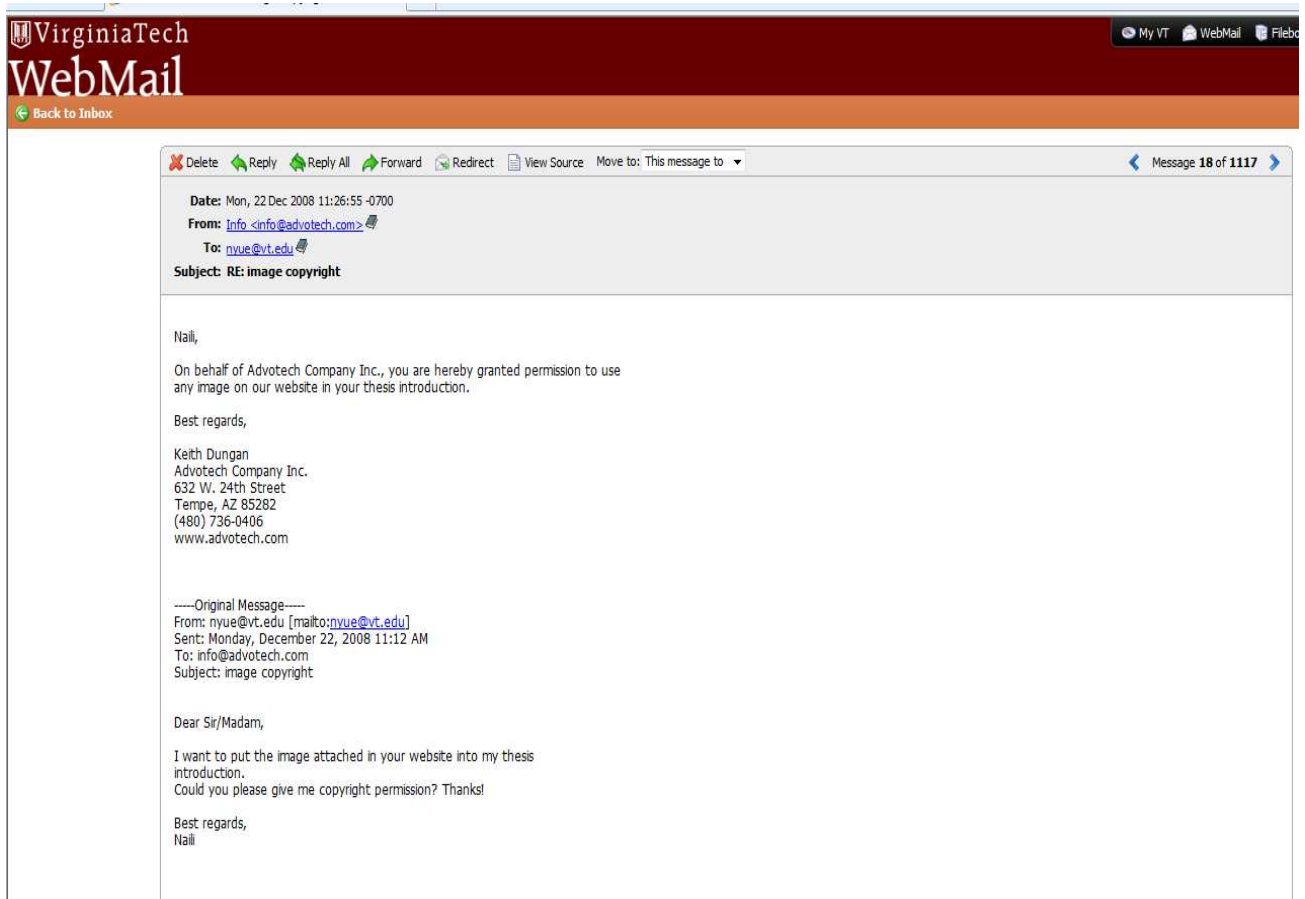 VirginiaTech
WebMail
My VT WebMail
Back to Inbox
Delete Reply Reply All Forward Redirect View Source Move to: This message to Message 18 of 1117
Date: Mon, 22 Dec 2008 11:26:55 -0700
From: Info <info@advotech.com>
To: nyue@vt.edu
Subject: RE: image copyright
Naili,
On behalf of Advotech Company Inc., you are hereby granted permission to use
any image on our website in your thesis introduction.
Best regards,
Keith Dungan
Advotech Company Inc.
632 W. 24th Street
Tempe, AZ 85282
(480) 736-0406
www.advotech.com
-----Original Message-----
From: nyue@vt.edu [mailto:nyue@vt.edu]
Sent: Monday, December 22, 2008 11:12 AM
To: info@advotech.com
Subject: image copyright
Dear Sir/Madam,
I want to put the image attached in your website into my thesis
introduction.
Could you please give me copyright permission? Thanks!
Best regards,
Naili